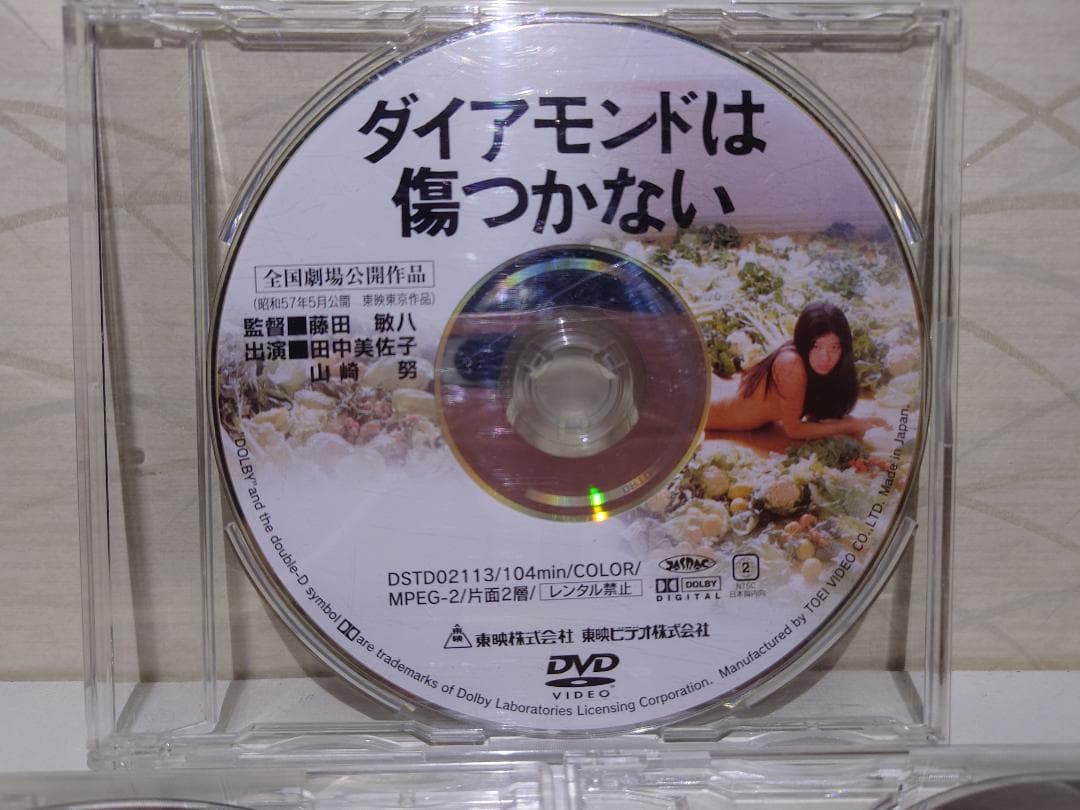 ダイアモンドは
傷つかない
全国劇場公開作品
(昭和57年5月公開 東映東京作品)
監督■藤田 敏八
出演■田中美佐子
山﨑 努
DSTD02113/104min/COLOR/
MPEG-2/片面2層/ レンタル禁止
JASRAC
DOLBY
DIGITAL
2
NTSC
日本国内向
東映 東映株式会社 東映ビデオ株式会社
DVD
VIDEO
"DOLBY" and the double-D symbol are trademarks of Dolby Laboratories Licensing Corporation. Manufactured by TOEI VIDEO CO.,LTD. Made in Japan.